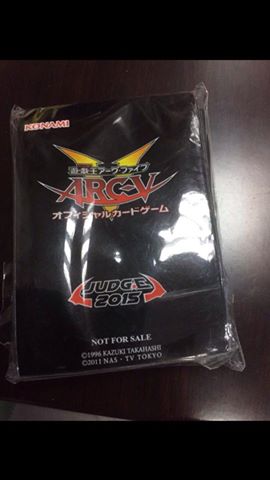 KONAMI
遊☆戯☆王アーク・ファイブ
ARC-V
オフィシャルカードゲーム
JUDGE
2015
NOT FOR SALE
©1996 KAZUKI TAKAHASHI
©2011 NAS・TV TOKYO